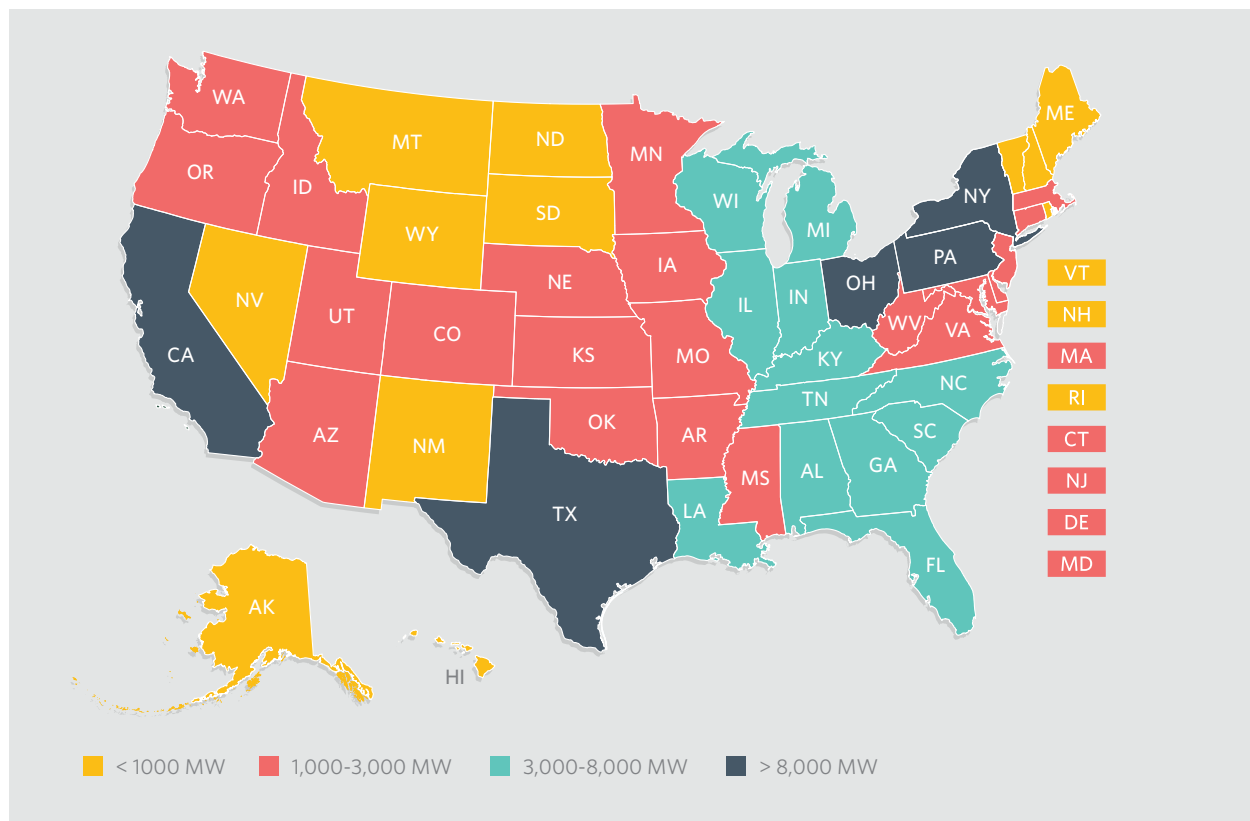 WA
MT
ND
MN
ME
OR
ID
SD
WI
MI
NY
WY
NE
IA
PA
NV
UT
CO
IL
IN
OH
CA
KS
MO
KY
WV
VA
AZ
NM
OK
AR
TN
NC
SC
MS
AL
GA
TX
LA
FL
AK
HI
VT
NH
MA
RI
CT
NJ
DE
MD
< 1000 MW
1,000-3,000 MW
3,000-8,000 MW
> 8,000 MW